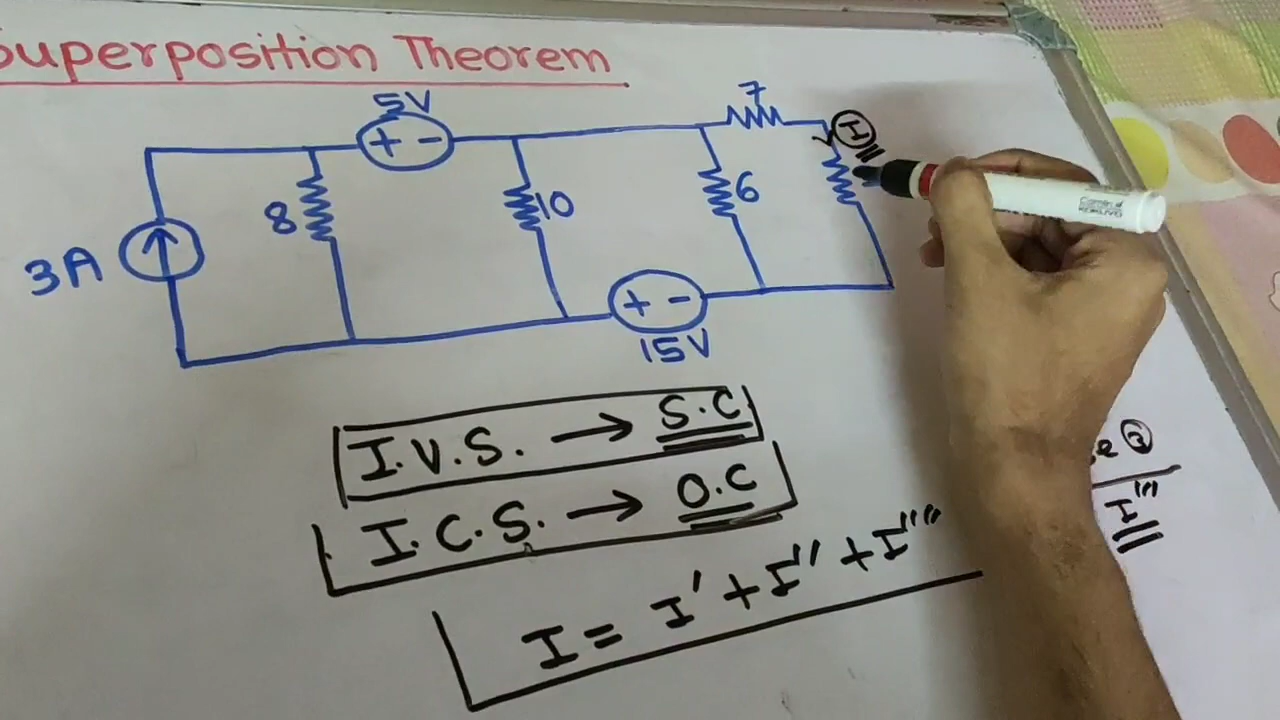 Superposition Theorem
5V
7
I
+ -
8
10
6
3A
+ -
15V
I.V.S. → S.C
I.C.S. → O.C
I = I' + I'' + I'''
I'''